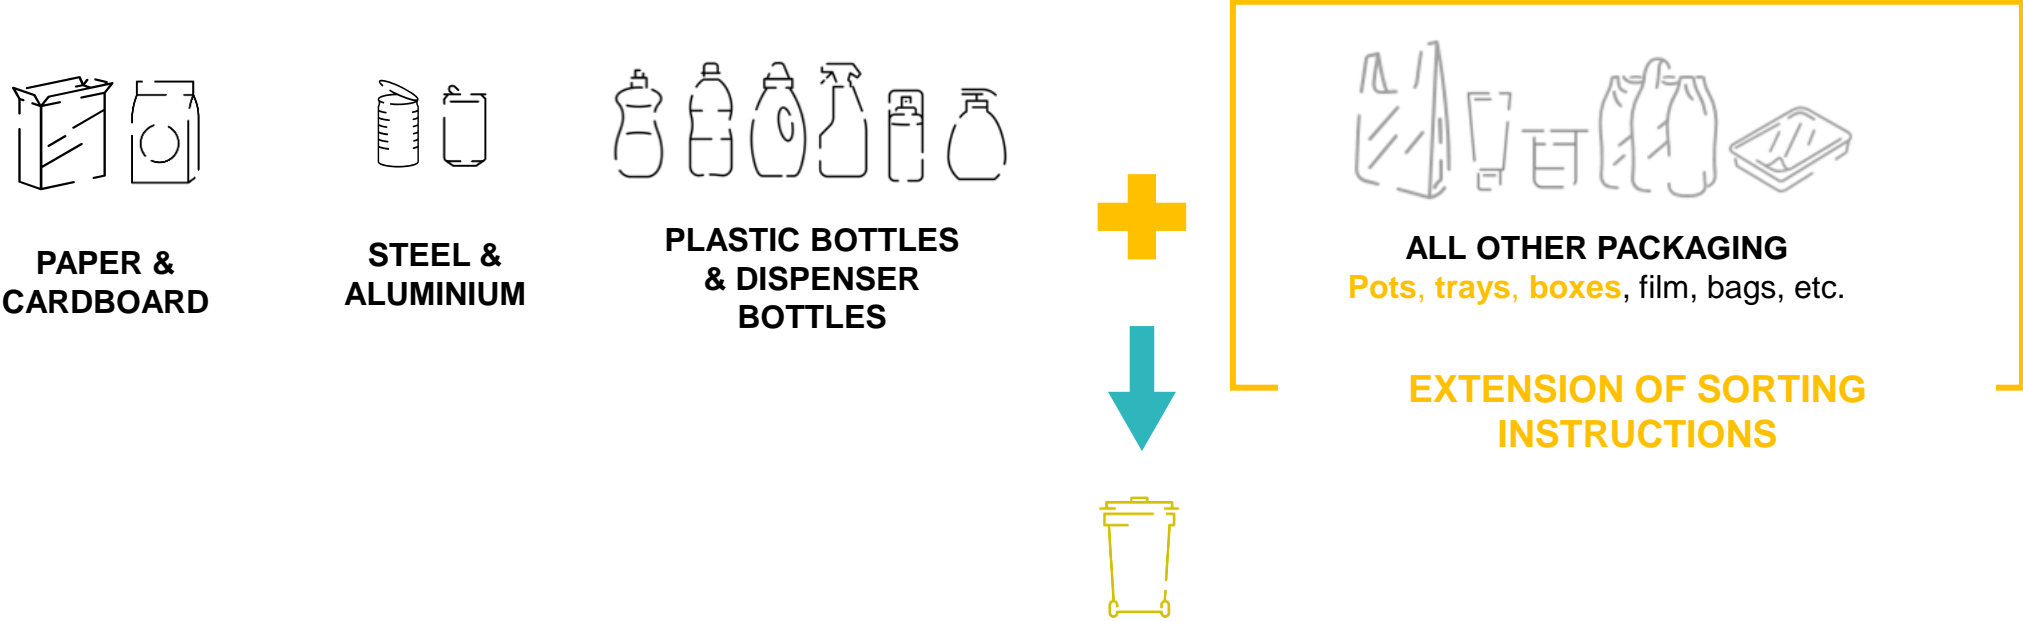 PAPER &
CARDBOARD
STEEL &
ALUMINIUM
PLASTIC BOTTLES
& DISPENSER
BOTTLES
ALL OTHER PACKAGING
Pots, trays, boxes, film, bags, etc.
EXTENSION OF SORTING
INSTRUCTIONS